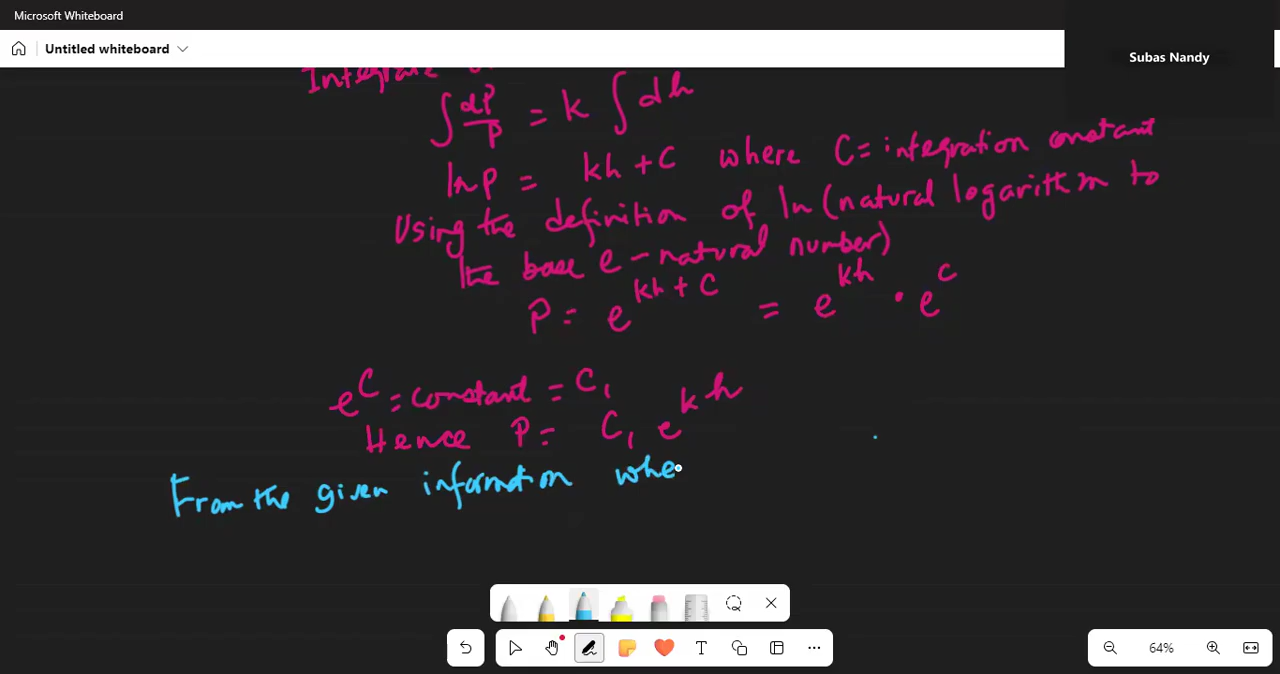 Microsoft Whiteboard
Untitled whiteboard
Subas Nandy
Integrate
∫ dP/P = k ∫ dh
ln P = kh + C where C = integration constant
Using the definition of ln (natural logarithm to
the base e - natural number)
P = e^(kh + C) = e^(kh) · e^C
e^C = constant = C₁
Hence P = C₁ e^(kh)
From the given information whe
64%